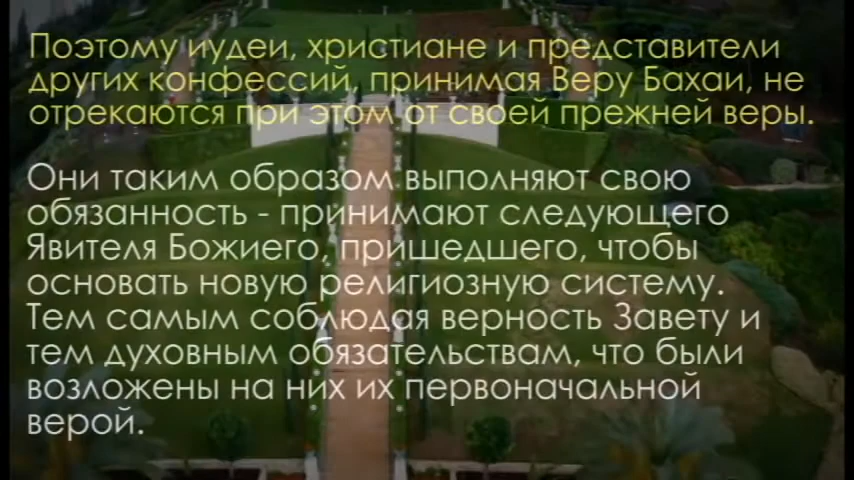 Поэтому иудеи, христиане и представители
других конфессий, принимая Веру Бахаи, не
отрекаются при этом от своей прежней веры.
Они таким образом выполняют свою
обязанность - принимают следующего
Явителя Божиего, пришедшего, чтобы
основать новую религиозную систему.
Тем самым соблюдая верность Завету и
тем духовным обязательствам, что были
возложены на них их первоначальной
верой.